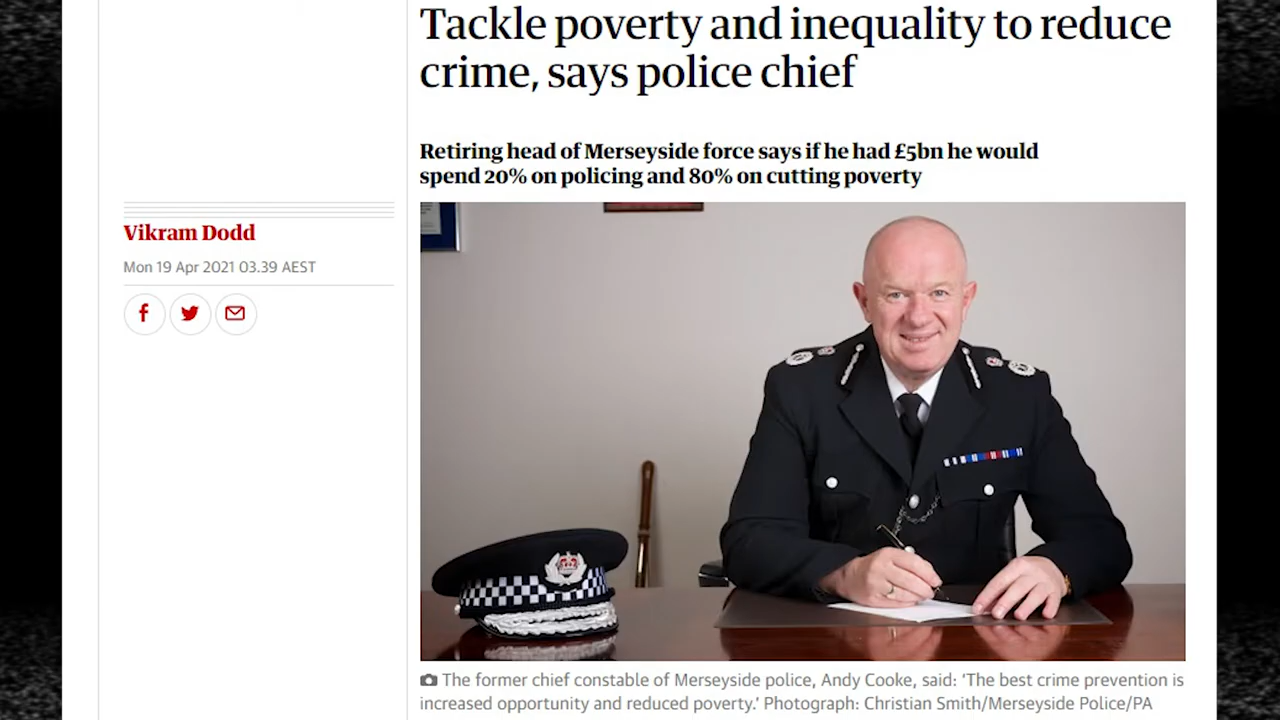 Tackle poverty and inequality to reduce
crime, says police chief
Retiring head of Merseyside force says if he had £5bn he would
spend 20% on policing and 80% on cutting poverty
Vikram Dodd
Mon 19 Apr 2021 03.39 AEST
The former chief constable of Merseyside police, Andy Cooke, said: ‘The best crime prevention is
increased opportunity and reduced poverty.’ Photograph: Christian Smith/Merseyside Police/PA